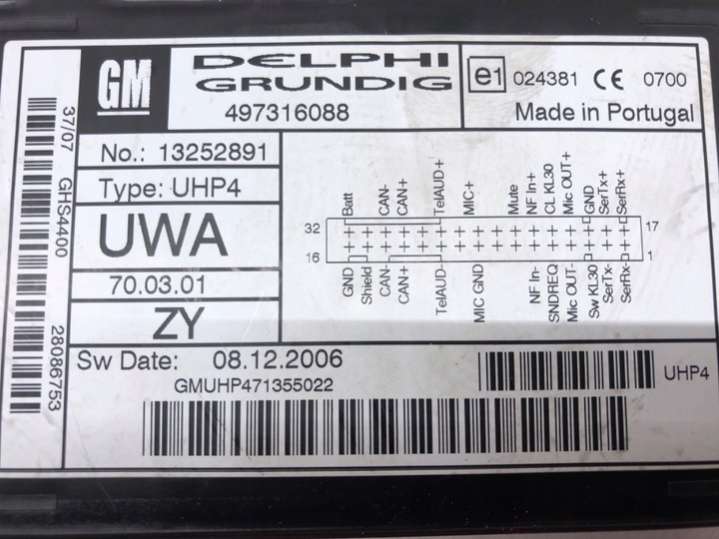 GM
DELPHI
GRUNDIG
497316088
e1 024381 CE 0700
Made in Portugal
37/07 GHS4400 28086753
No.: 13252891
Type: UHP4
UWA
70.03.01
ZY
Batt CAN- CAN+ TelAUD+ MIC+ Mute NF In+ CL KL30 Mic OUT+ GND SerTx+ SerRx+
32 17
16 1
GND Shield CAN- CAN+ TelAUD- MIC GND NF In- SNDREQ Mic OUT- Sw KL30 SerTx- SerRx-
Sw Date: 08.12.2006
GMUHP471355022
UHP4